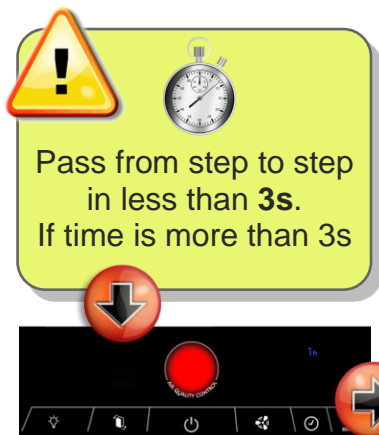 Pass from step to step
in less than 3s.
If time is more than 3s
1h
AIR QUALITY CONTROL